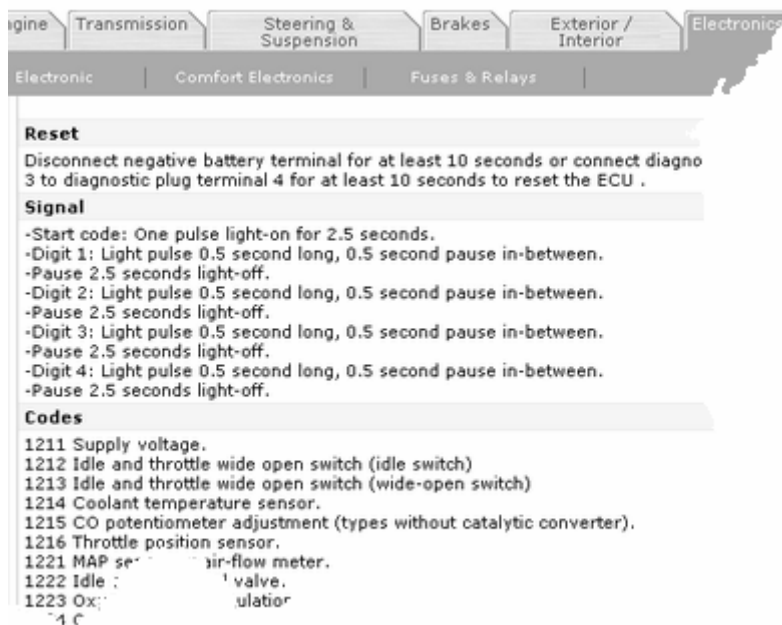 gine Transmission Steering & Suspension Brakes Exterior / Interior Electronics
Electronic Comfort Electronics Fuses & Relays
Reset
Disconnect negative battery terminal for at least 10 seconds or connect diagno
3 to diagnostic plug terminal 4 for at least 10 seconds to reset the ECU .
Signal
-Start code: One pulse light-on for 2.5 seconds.
-Digit 1: Light pulse 0.5 second long, 0.5 second pause in-between.
-Pause 2.5 seconds light-off.
-Digit 2: Light pulse 0.5 second long, 0.5 second pause in-between.
-Pause 2.5 seconds light-off.
-Digit 3: Light pulse 0.5 second long, 0.5 second pause in-between.
-Pause 2.5 seconds light-off.
-Digit 4: Light pulse 0.5 second long, 0.5 second pause in-between.
-Pause 2.5 seconds light-off.
Codes
1211 Supply voltage.
1212 Idle and throttle wide open switch (idle switch)
1213 Idle and throttle wide open switch (wide-open switch)
1214 Coolant temperature sensor.
1215 CO potentiometer adjustment (types without catalytic converter).
1216 Throttle position sensor.
1221 MAP se air-flow meter.
1222 Idle valve.
1223 Ox ulation